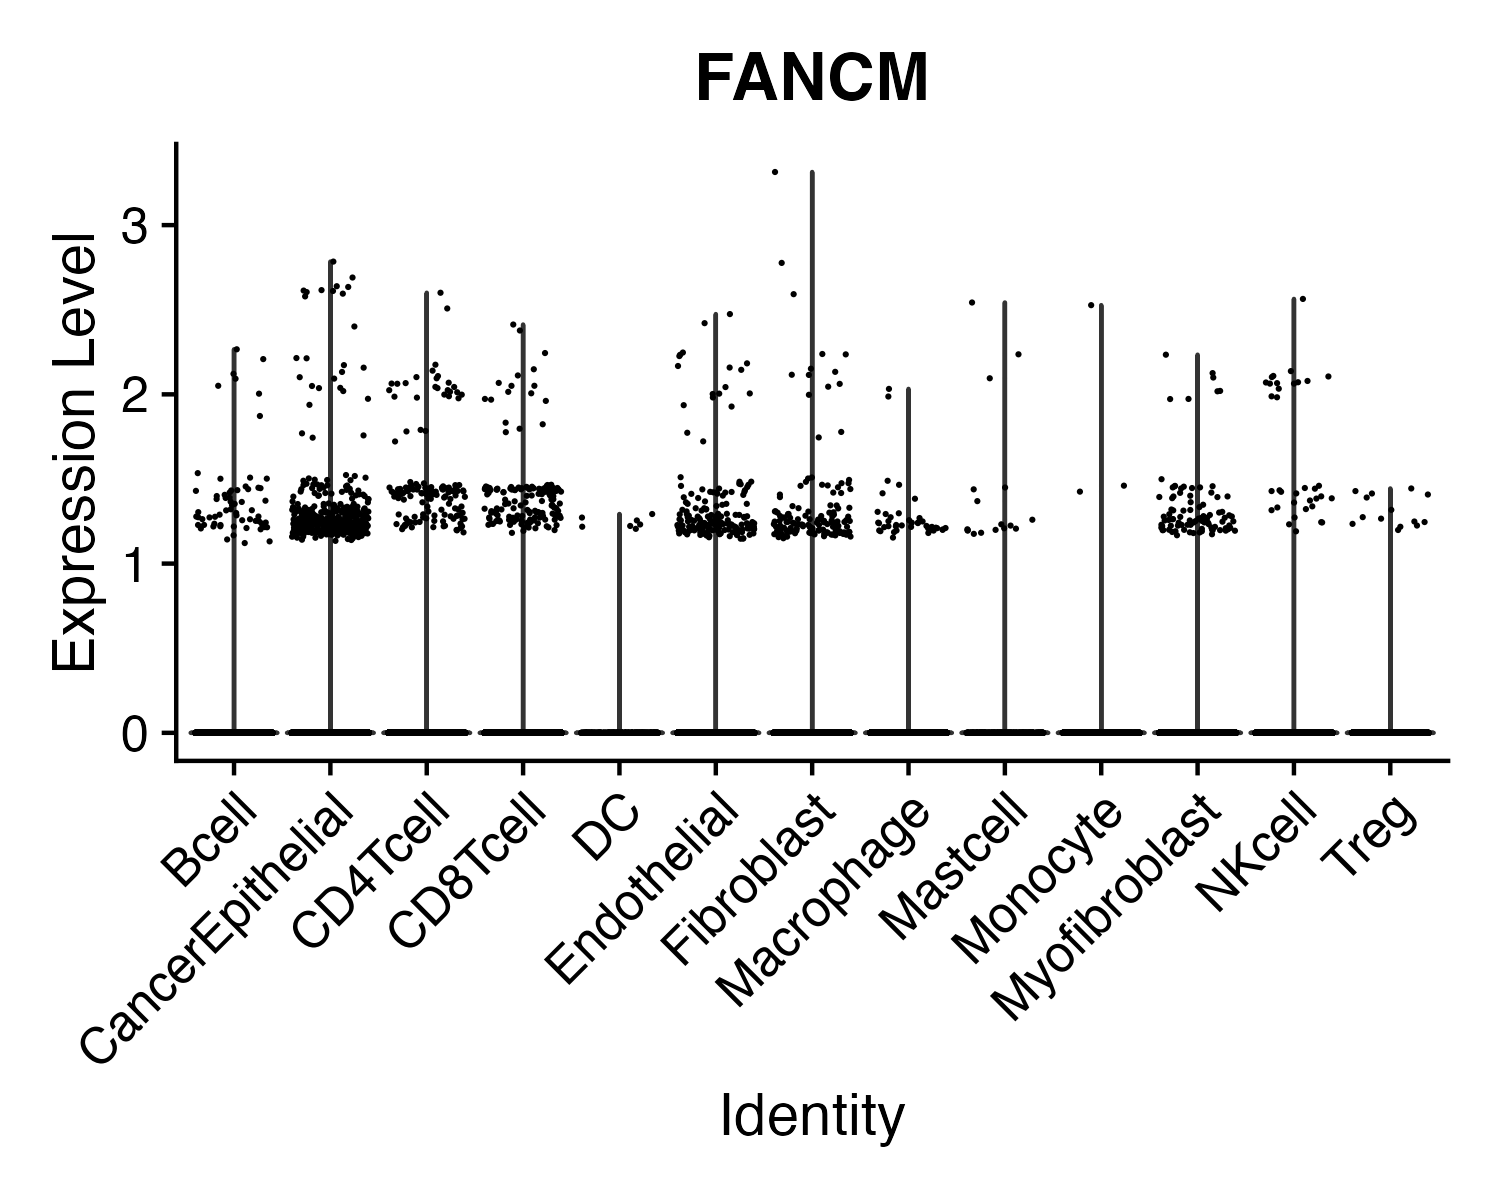 FANCM
Expression Level
3
2
1
0
Bcell
CancerEpithelial
CD4Tcell
CD8Tcell
DC
Endothelial
Fibroblast
Macrophage
Mastcell
Monocyte
Myofibroblast
NKcell
Treg
Identity